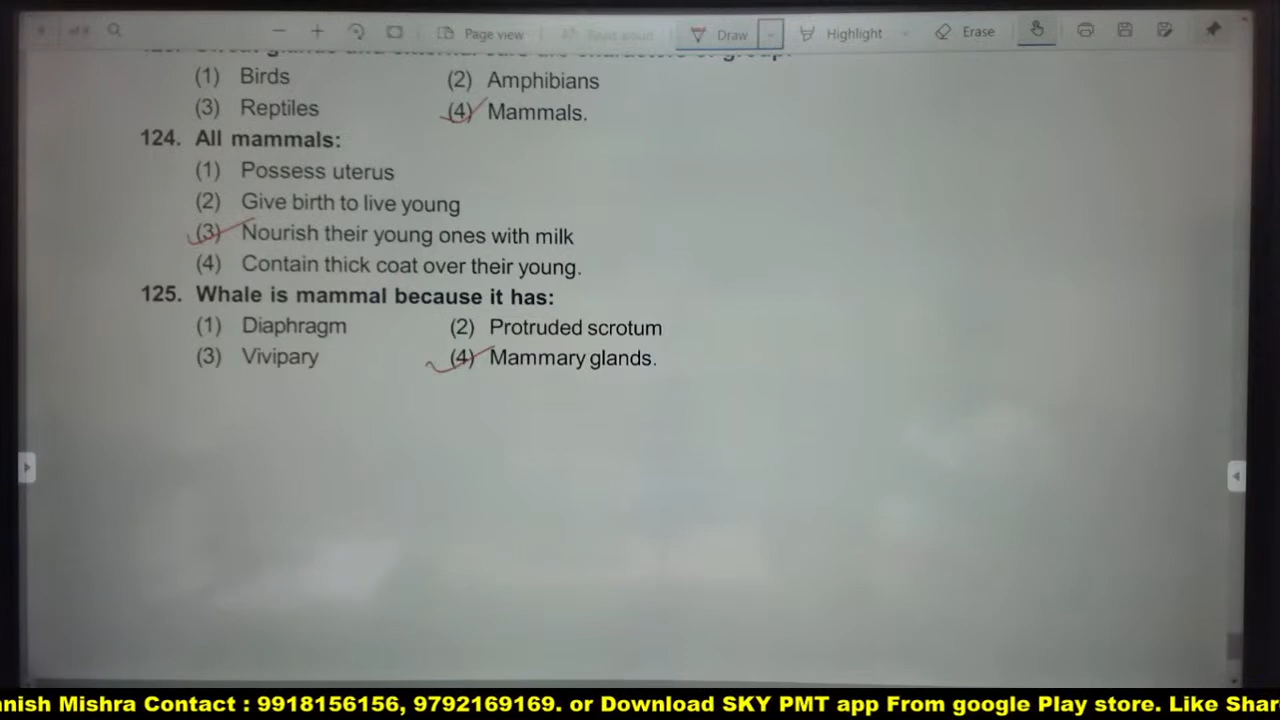 Page view
Draw
Highlight
Erase
(1) Birds (2) Amphibians
(3) Reptiles (4) Mammals.
124. All mammals:
(1) Possess uterus
(2) Give birth to live young
(3) Nourish their young ones with milk
(4) Contain thick coat over their young.
125. Whale is mammal because it has:
(1) Diaphragm (2) Protruded scrotum
(3) Vivipary (4) Mammary glands.
anish Mishra Contact : 9918156156, 9792169169. or Download SKY PMT app From google Play store. Like Shar